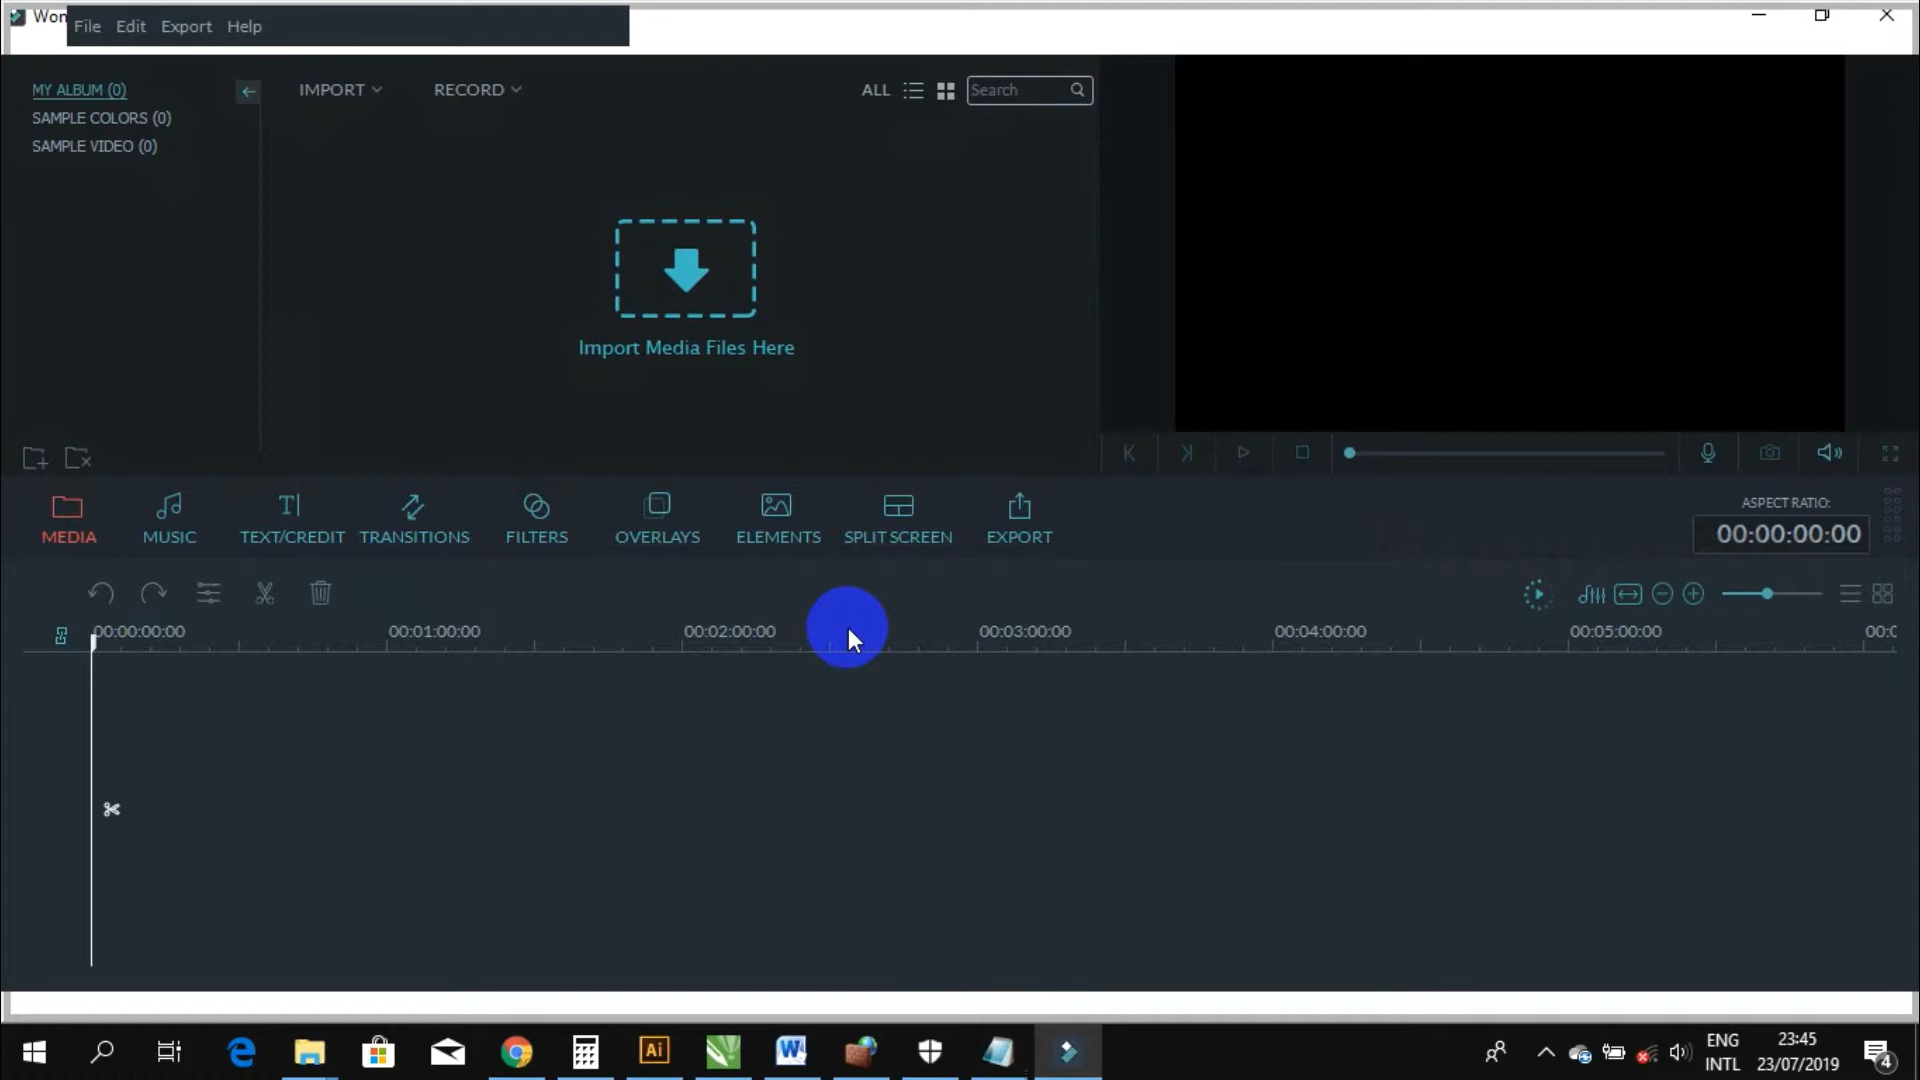 Won
File Edit Export Help
MY ALBUM (0)
SAMPLE COLORS (0)
SAMPLE VIDEO (0)
IMPORT
RECORD
ALL
Search
Import Media Files Here
MEDIA
MUSIC
TEXT/CREDIT
TRANSITIONS
FILTERS
OVERLAYS
ELEMENTS
SPLIT SCREEN
EXPORT
ASPECT RATIO:
00:00:00:00
00:00:00:00 00:01:00:00 00:02:00:00 00:03:00:00 00:04:00:00 00:05:00:00 00:0
Ai
W
ENG
INTL
23:45
23/07/2019
4